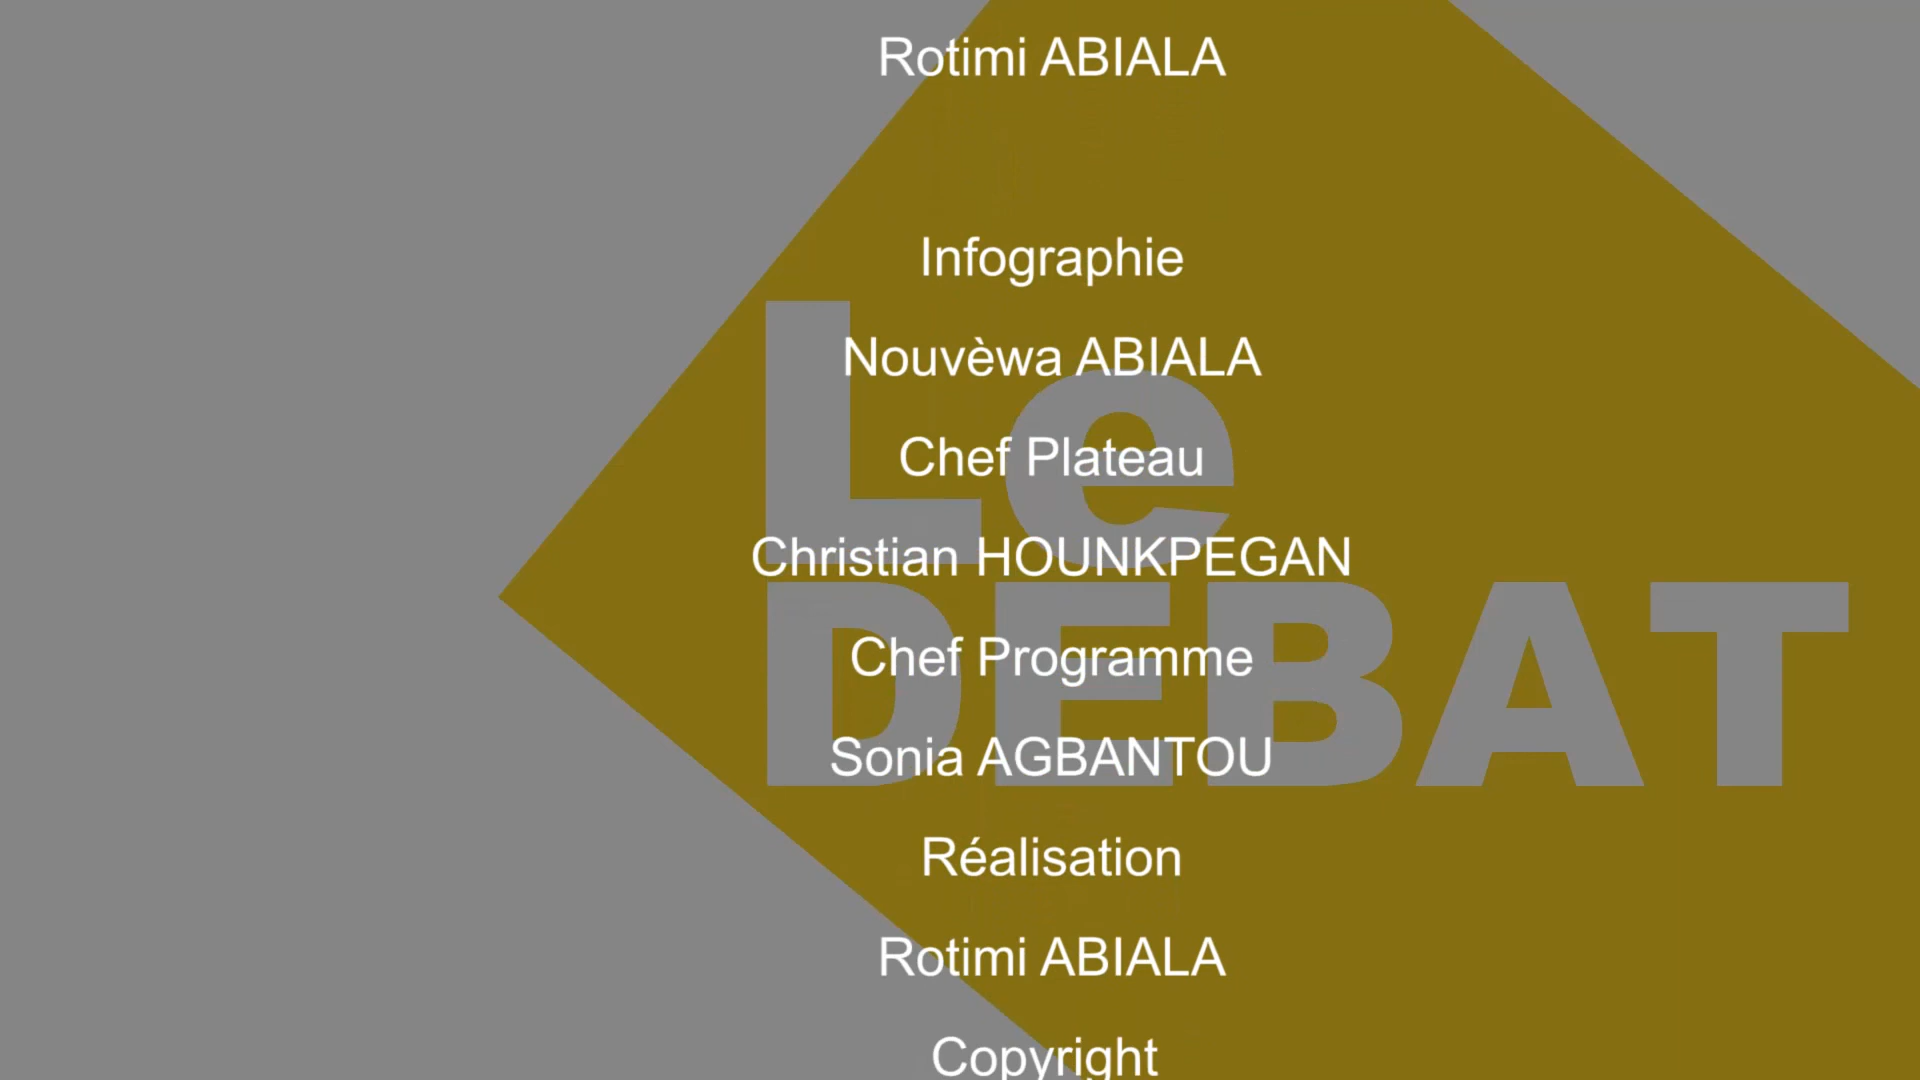 Rotimi ABIALA
Infographie
Nouvèwa ABIALA
Chef Plateau
Christian HOUNKPEGAN
Chef Programme
Sonia AGBANTOU
Réalisation
Rotimi ABIALA
Copyright
Le
DEBAT